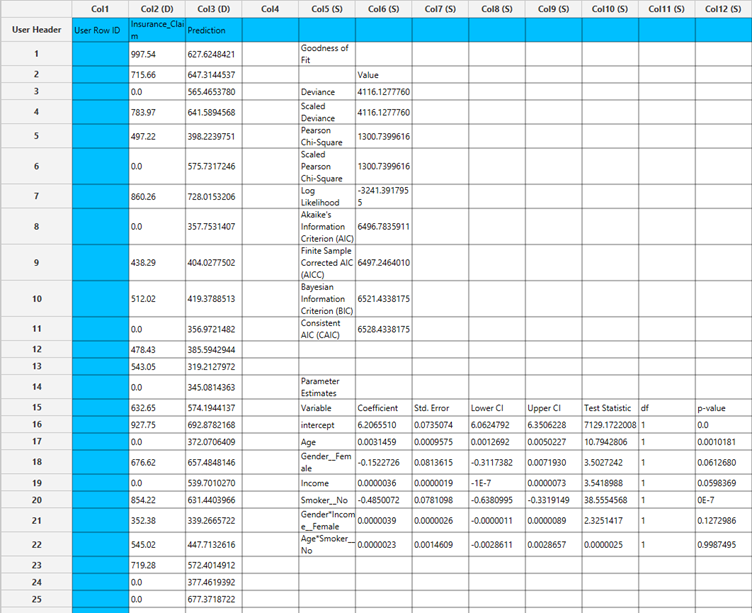 Col1 Col2 (D) Col3 (D) Col4 Col5 (S) Col6 (S) Col7 (S) Col8 (S) Col9 (S) Col10 (S) Col11 (S) Col12 (S)
User Header User Row ID Insurance_Clai
m Prediction
1 997.54 627.6248421 Goodness of
Fit
2 715.66 647.3144537 Value
3 0.0 565.4653780 Deviance 4116.1277760
4 783.97 641.5894568 Scaled
Deviance 4116.1277760
5 497.22 398.2239751 Pearson
Chi-Square 1300.7399616
6 0.0 575.7317246 Scaled
Pearson
Chi-Square 1300.7399616
7 860.26 728.0153206 Log
Likelihood -3241.391795
5
8 0.0 357.7531407 Akaike's
Information
Criterion (AIC) 6496.7835911
9 438.29 404.0277502 Finite Sample
Corrected AIC
(AICC) 6497.2464010
10 512.02 419.3788513 Bayesian
Information
Criterion (BIC) 6521.4338175
11 0.0 356.9721482 Consistent
AIC (CAIC) 6528.4338175
12 478.43 385.5942944
13 543.05 319.2127972
14 0.0 345.0814363 Parameter
Estimates
15 632.65 574.1944137 Variable Coefficient Std. Error Lower CI Upper CI Test Statistic df p-value
16 927.75 692.8782168 intercept 6.2065510 0.0735074 6.0624792 6.3506228 7129.1722008 1 0.0
17 0.0 372.0706409 Age 0.0031459 0.0009575 0.0012692 0.0050227 10.7942806 1 0.0010181
18 676.62 657.4848146 Gender__Fem
ale -0.1522726 0.0813615 -0.3117382 0.0071930 3.5027242 1 0.0612680
19 0.0 539.7010270 Income 0.0000036 0.0000019 -1E-7 0.0000073 3.5418988 1 0.0598369
20 854.22 631.4403966 Smoker__No -0.4850072 0.0781098 -0.6380995 -0.3319149 38.5554568 1 0E-7
21 352.38 339.2665722 Gender*Incom
e__Female 0.0000039 0.0000026 -0.0000011 0.0000089 2.3251417 1 0.1272986
22 545.02 447.7132616 Age*Smoker__
No 0.0000023 0.0014609 -0.0028611 0.0028657 0.0000025 1 0.9987495
23 719.28 572.4014912
24 0.0 377.4619392
25 0.0 677.3718722